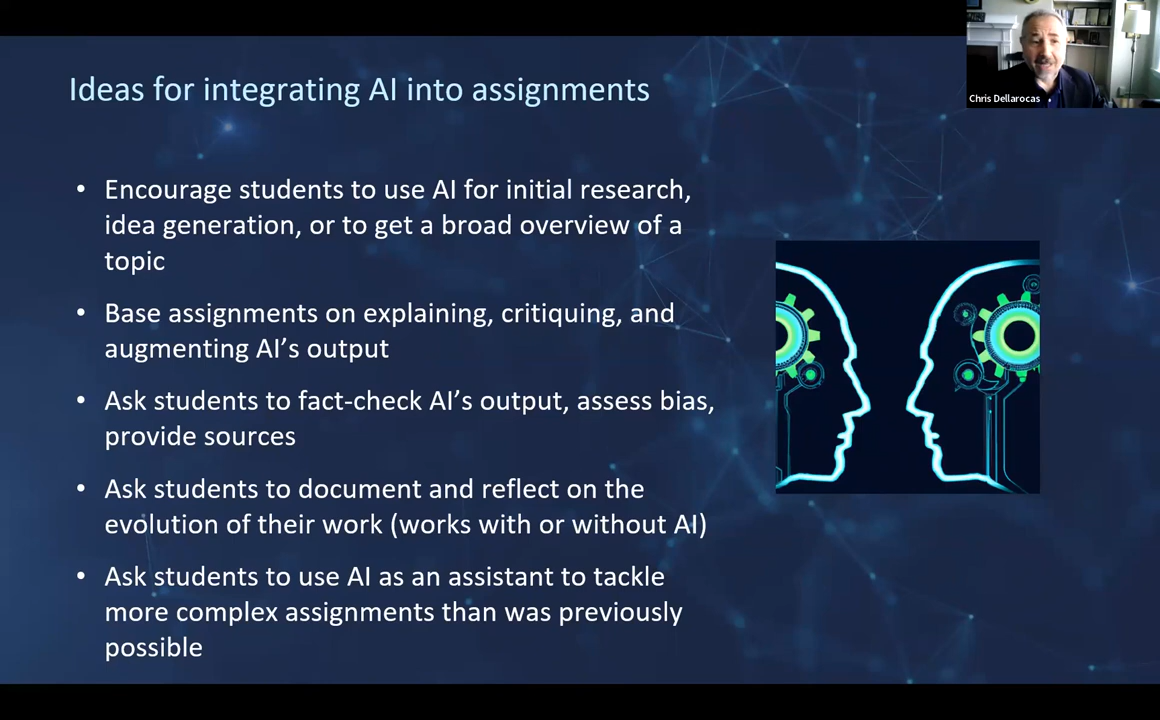 Ideas for integrating AI into assignments
Chris Dellarocas
• Encourage students to use AI for initial research,
idea generation, or to get a broad overview of a
topic
• Base assignments on explaining, critiquing, and
augmenting AI’s output
• Ask students to fact-check AI’s output, assess bias,
provide sources
• Ask students to document and reflect on the
evolution of their work (works with or without AI)
• Ask students to use AI as an assistant to tackle
more complex assignments than was previously
possible